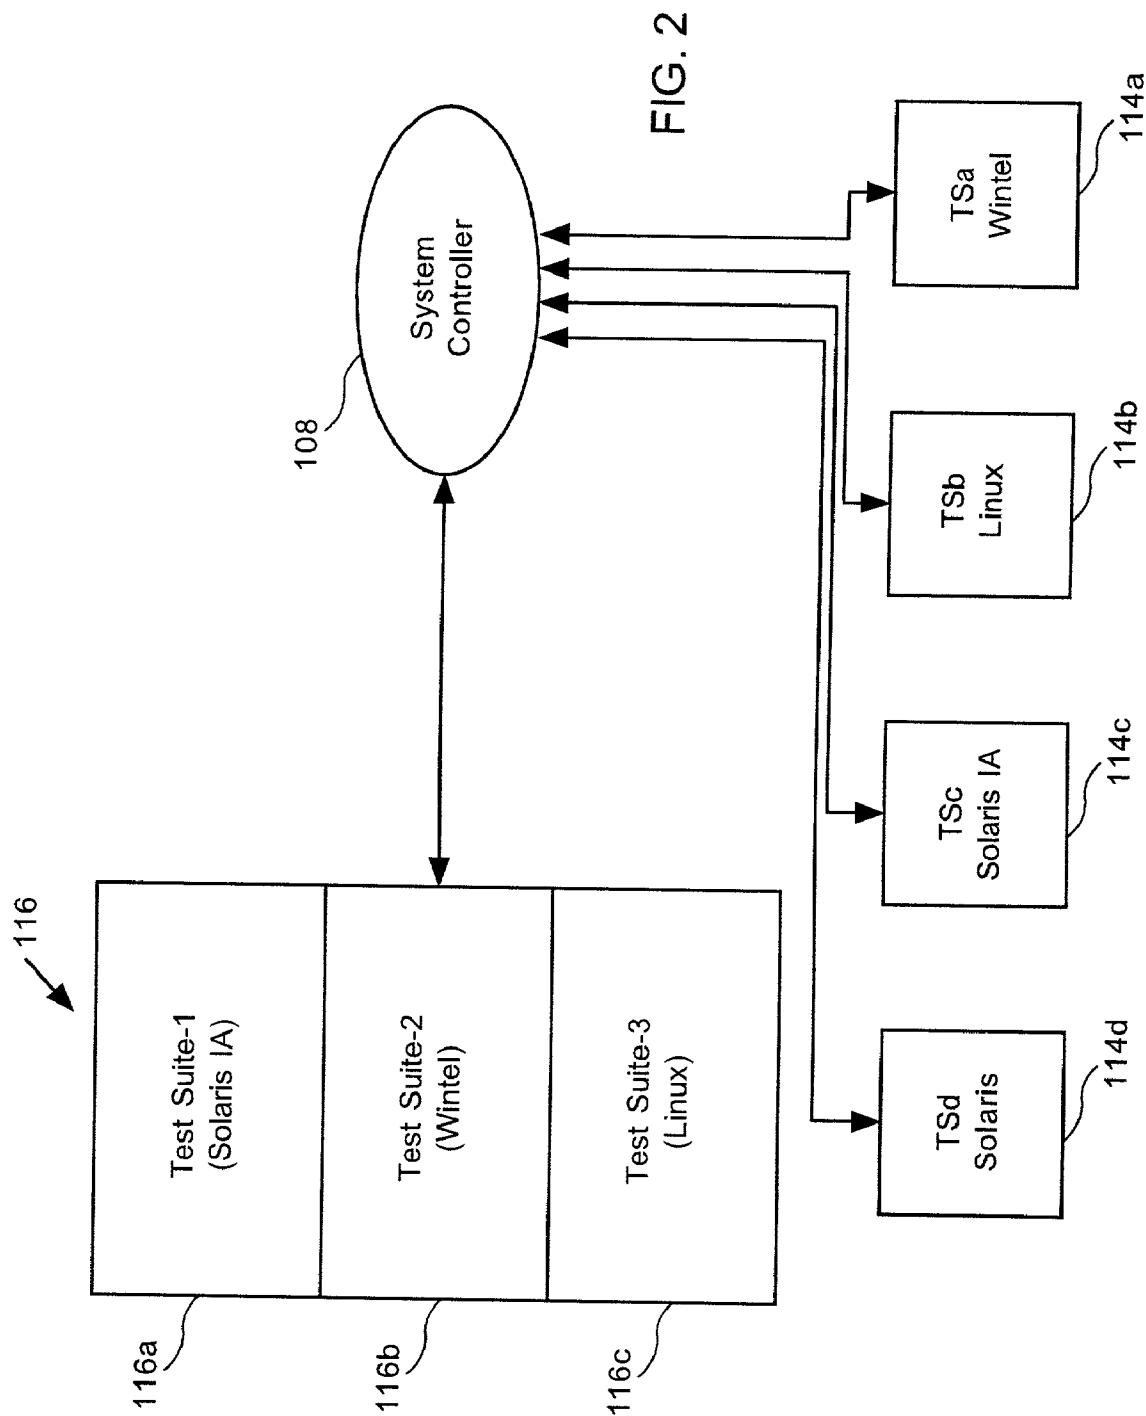 116
116a
Test Suite-1
(Solaris IA)
116b
Test Suite-2
(Wintel)
116c
Test Suite-3
(Linux)
108
System
Controller
TSd
Solaris
114d
TSc
Solaris IA
114c
TSb
Linux
114b
TSa
Wintel
114a
FIG. 2